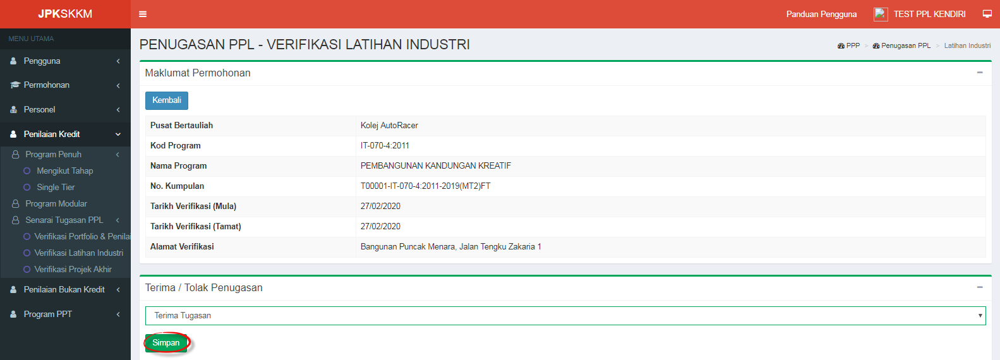 JPKSKKM
Panduan Pengguna
TEST PPL KENDIRI
MENU UTAMA
Pengguna
Permohonan
Personel
Penilaian Kredit
Program Penuh
Mengikut Tahap
Single Tier
Program Modular
Senarai Tugasan PPL
Verifikasi Portfolio & Penilai
Verifikasi Latihan Industri
Verifikasi Projek Akhir
Penilaian Bukan Kredit
Program PPT
PENUGASAN PPL - VERIFIKASI LATIHAN INDUSTRI
PPP > Penugasan PPL > Latihan Industri
Maklumat Permohonan
Kembali
Pusat Bertauliah Kolej AutoRacer
Kod Program IT-070-4:2011
Nama Program PEMBANGUNAN KANDUNGAN KREATIF
No. Kumpulan T00001-IT-070-4:2011-2019(MT2)FT
Tarikh Verifikasi (Mula) 27/02/2020
Tarikh Verifikasi (Tamat) 27/02/2020
Alamat Verifikasi Bangunan Puncak Menara, Jalan Tengku Zakaria 1
Terima / Tolak Penugasan
Terima Tugasan
Simpan